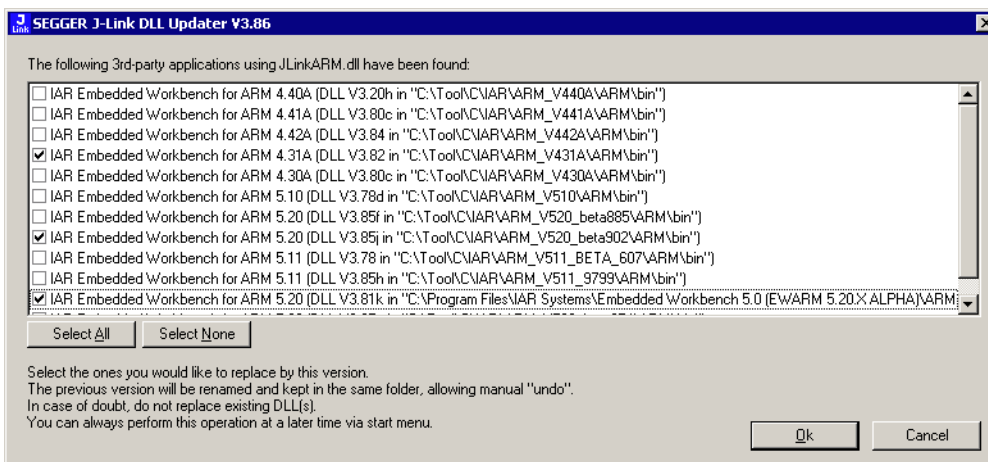 J Link SEGGER J-Link DLL Updater V3.86
The following 3rd-party applications using JLinkARM.dll have been found:
IAR Embedded Workbench for ARM 4.40A (DLL V3.20h in "C:\Tool\C\IAR\ARM_V440A\ARM\bin")
IAR Embedded Workbench for ARM 4.41A (DLL V3.80c in "C:\Tool\C\IAR\ARM_V441A\ARM\bin")
IAR Embedded Workbench for ARM 4.42A (DLL V3.84 in "C:\Tool\C\IAR\ARM_V442A\ARM\bin")
IAR Embedded Workbench for ARM 4.31A (DLL V3.82 in "C:\Tool\C\IAR\ARM_V431A\ARM\bin")
IAR Embedded Workbench for ARM 4.30A (DLL V3.80c in "C:\Tool\C\IAR\ARM_V430A\ARM\bin")
IAR Embedded Workbench for ARM 5.10 (DLL V3.78d in "C:\Tool\C\IAR\ARM_V510\ARM\bin")
IAR Embedded Workbench for ARM 5.20 (DLL V3.85f in "C:\Tool\C\IAR\ARM_V520_beta885\ARM\bin")
IAR Embedded Workbench for ARM 5.20 (DLL V3.85j in "C:\Tool\C\IAR\ARM_V520_beta902\ARM\bin")
IAR Embedded Workbench for ARM 5.11 (DLL V3.78 in "C:\Tool\C\IAR\ARM_V511_BETA_607\ARM\bin")
IAR Embedded Workbench for ARM 5.11 (DLL V3.85h in "C:\Tool\C\IAR\ARM_V511_9799\ARM\bin")
IAR Embedded Workbench for ARM 5.20 (DLL V3.81k in "C:\Program Files\IAR Systems\Embedded Workbench 5.0 (EWARM 5.20.X ALPHA)\ARM
Select All Select None
Select the ones you would like to replace by this version.
The previous version will be renamed and kept in the same folder, allowing manual "undo".
In case of doubt, do not replace existing DLL(s).
You can always perform this operation at a later time via start menu.
Ok Cancel